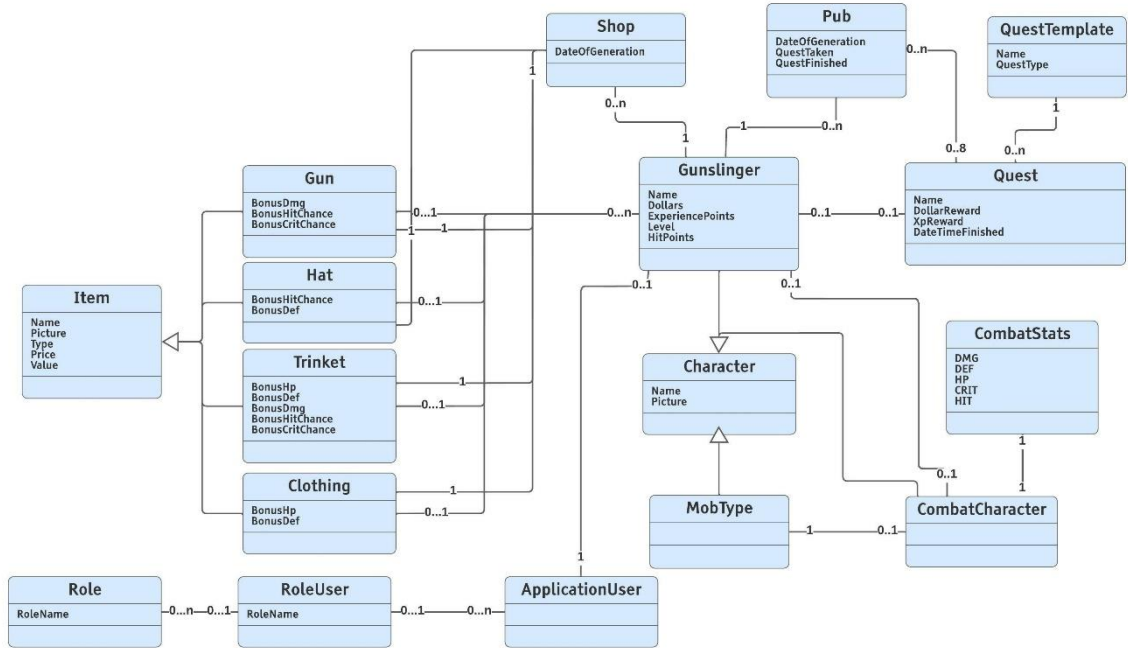 Shop
DateOfGeneration
Pub
DateOfGeneration
QuestTaken
QuestFinished
QuestTemplate
Name
QuestType
0..n
1
0..n
1
1
0..n
1
0..n
0..8
Gun
BonusDmg
BonusHitChance
BonusCritChance
0...1
1
1
0...n
Gunslinger
Name
Dollars
ExperiencePoints
Level
HitPoints
0..1
0..1
Quest
Name
DollarReward
XpReward
DateTimeFinished
Hat
BonusHitChance
BonusDef
0...1
Item
Name
Picture
Type
Price
Value
0..1
0..1
Trinket
BonusHp
BonusDef
BonusDmg
BonusHitChance
BonusCritChance
1
0...1
Character
Name
Picture
CombatStats
DMG
DEF
HP
CRIT
HIT
1
1
Clothing
BonusHp
BonusDef
1
0...1
MobType
1
0..1
0..1
CombatCharacter
1
Role
RoleName
0...n
0...1
RoleUser
RoleName
0...1
0...n
ApplicationUser